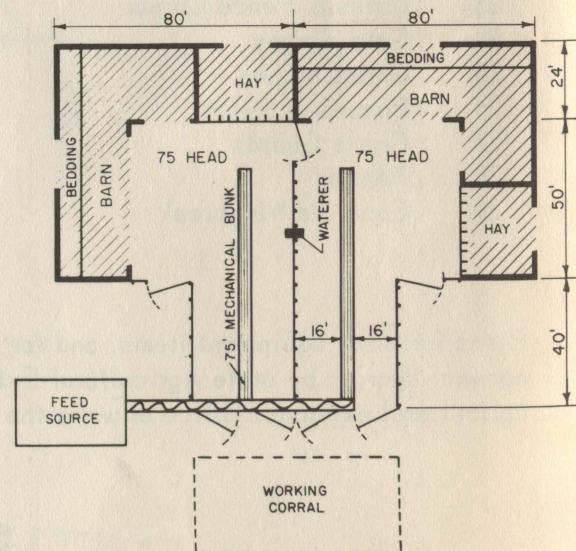 80'
80'
HAY
BEDDING
BARN
24'
75 HEAD
75 HEAD
BEDDING
BARN
75' MECHANICAL BUNK
WATERER
HAY
50'
16'
16'
40'
FEED
SOURCE
WORKING
CORRAL